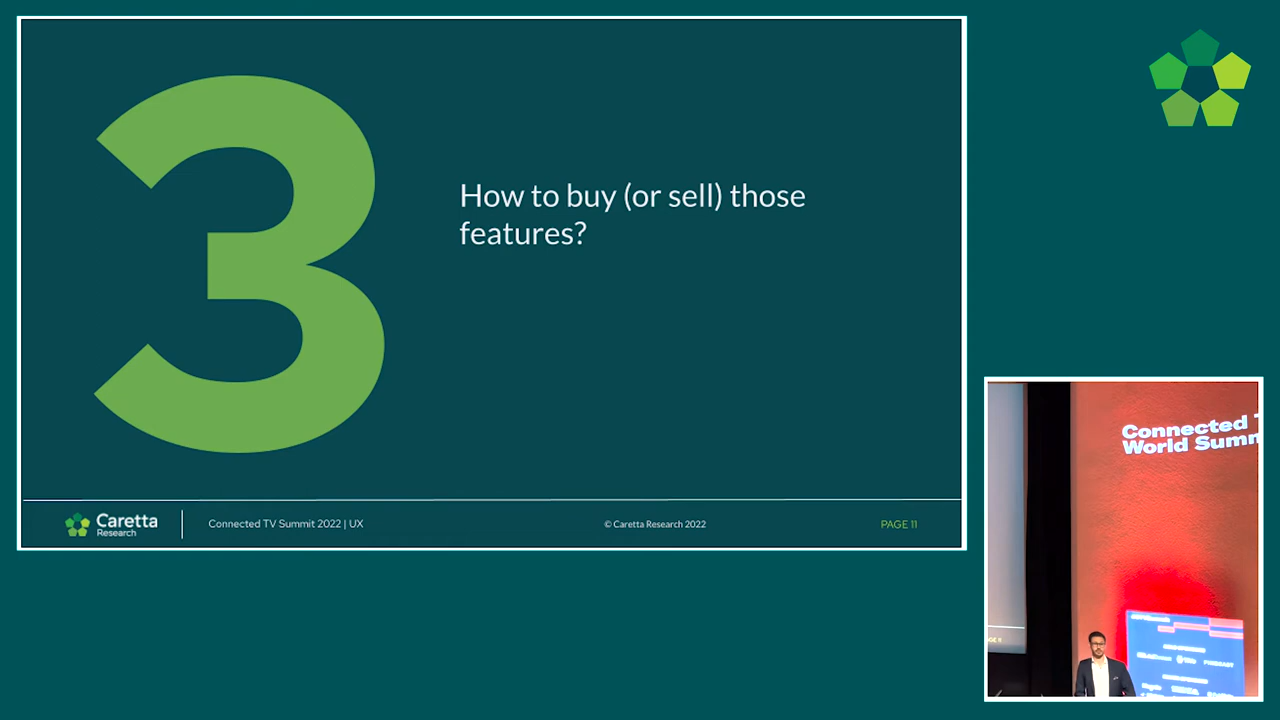 3
How to buy (or sell) those
features?
Caretta
Research
Connected TV Summit 2022 | UX
© Caretta Research 2022
PAGE 11
Connected
World Summ